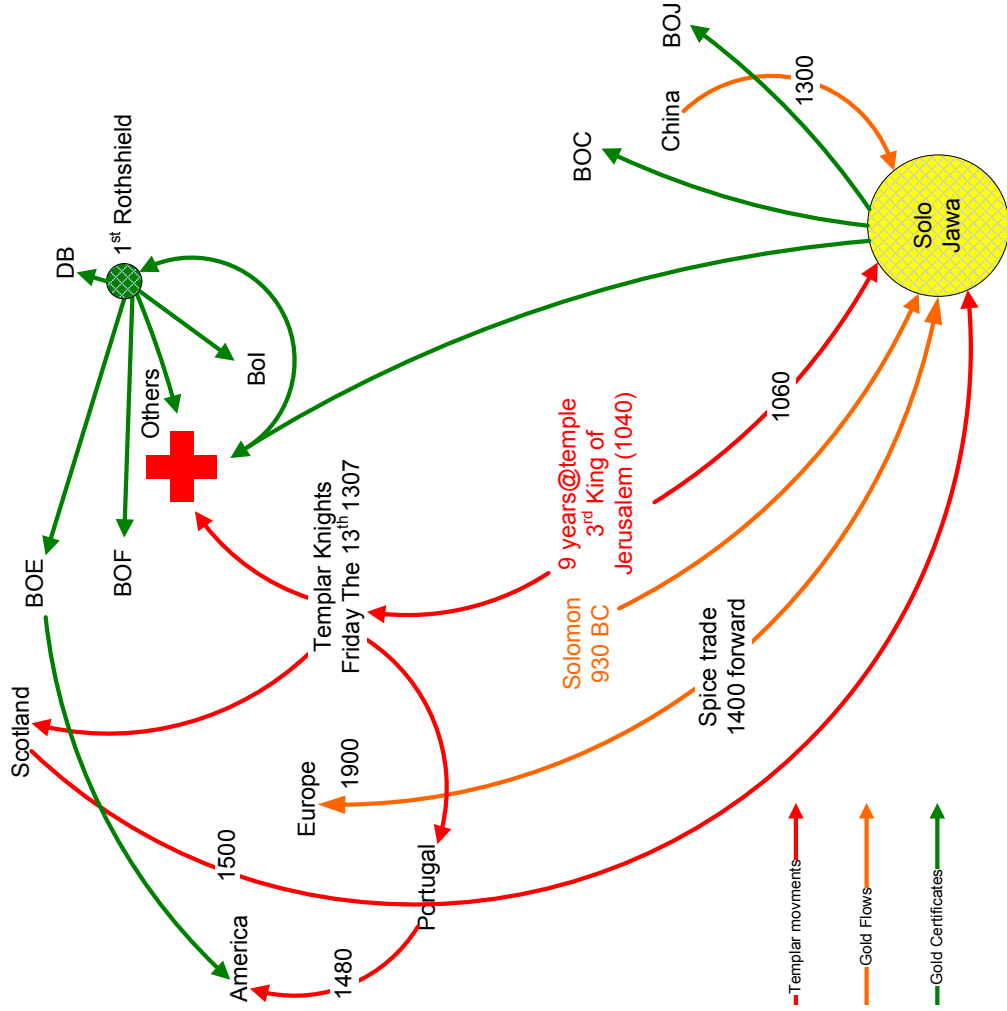 Scotland
BOE
DB
BOF
1st Rothshield
Others
1500
America
BoI
Europe
Templar Knights
Friday The 13th 1307
1480
1900
Portugal
9 years@temple
3rd King of
Jerusalem (1040)
Solomon
930 BC
BOC
China
BOJ
Spice trade
1400 forward
1060
1300
Solo
Jawa
Templar movments
Gold Flows
Gold Certificates